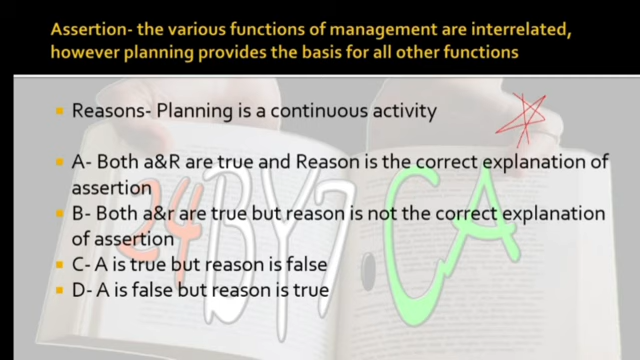 Assertion- the various functions of management are interrelated,
however planning provides the basis for all other functions
Reasons- Planning is a continuous activity
A- Both a&R are true and Reason is the correct explanation of
assertion
B- Both a&r are true but reason is not the correct explanation
of assertion
C- A is true but reason is false
D- A is false but reason is true
24BY7.CA